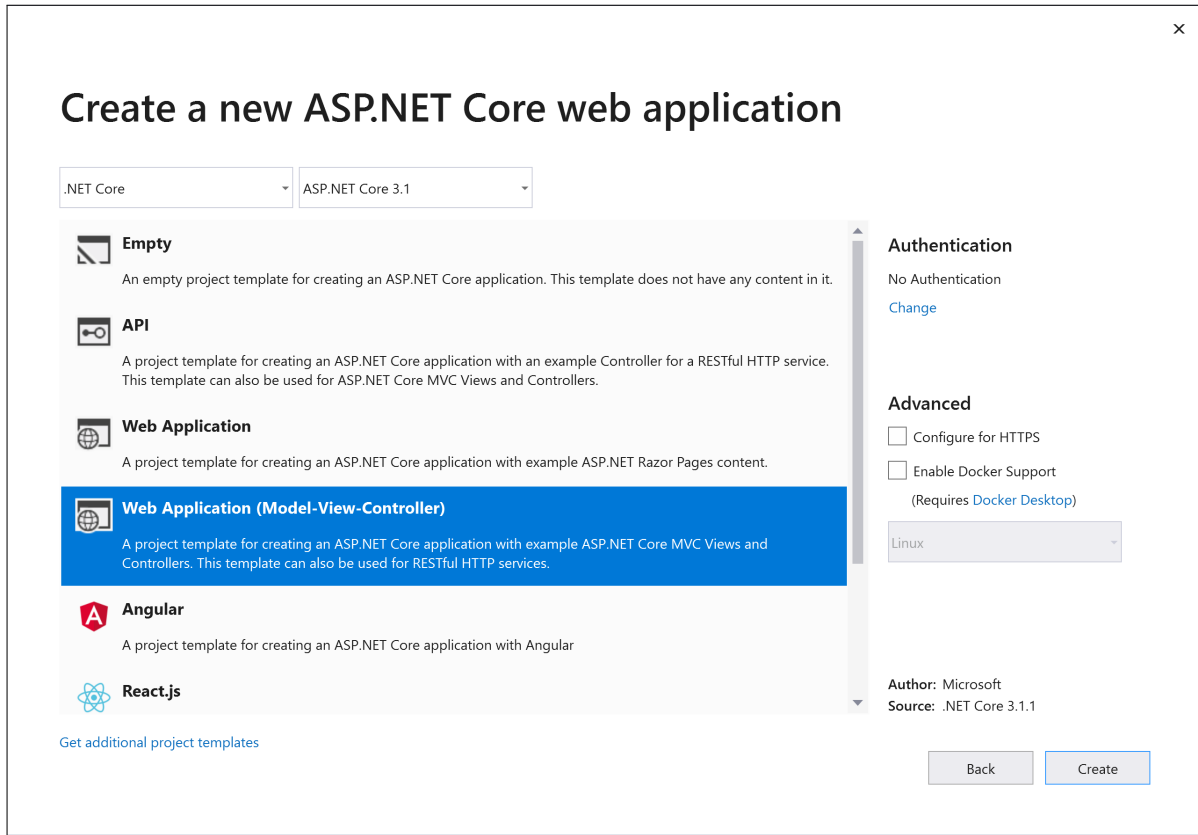 Create a new ASP.NET Core web application
.NET Core
ASP.NET Core 3.1
Empty
An empty project template for creating an ASP.NET Core application. This template does not have any content in it.
API
A project template for creating an ASP.NET Core application with an example Controller for a RESTful HTTP service.
This template can also be used for ASP.NET Core MVC Views and Controllers.
Web Application
A project template for creating an ASP.NET Core application with example ASP.NET Razor Pages content.
Web Application (Model-View-Controller)
A project template for creating an ASP.NET Core application with example ASP.NET Core MVC Views and
Controllers. This template can also be used for RESTful HTTP services.
Angular
A project template for creating an ASP.NET Core application with Angular
React.js
Get additional project templates
Authentication
No Authentication
Change
Advanced
Configure for HTTPS
Enable Docker Support
(Requires Docker Desktop)
Linux
Author: Microsoft
Source: .NET Core 3.1.1
Back
Create